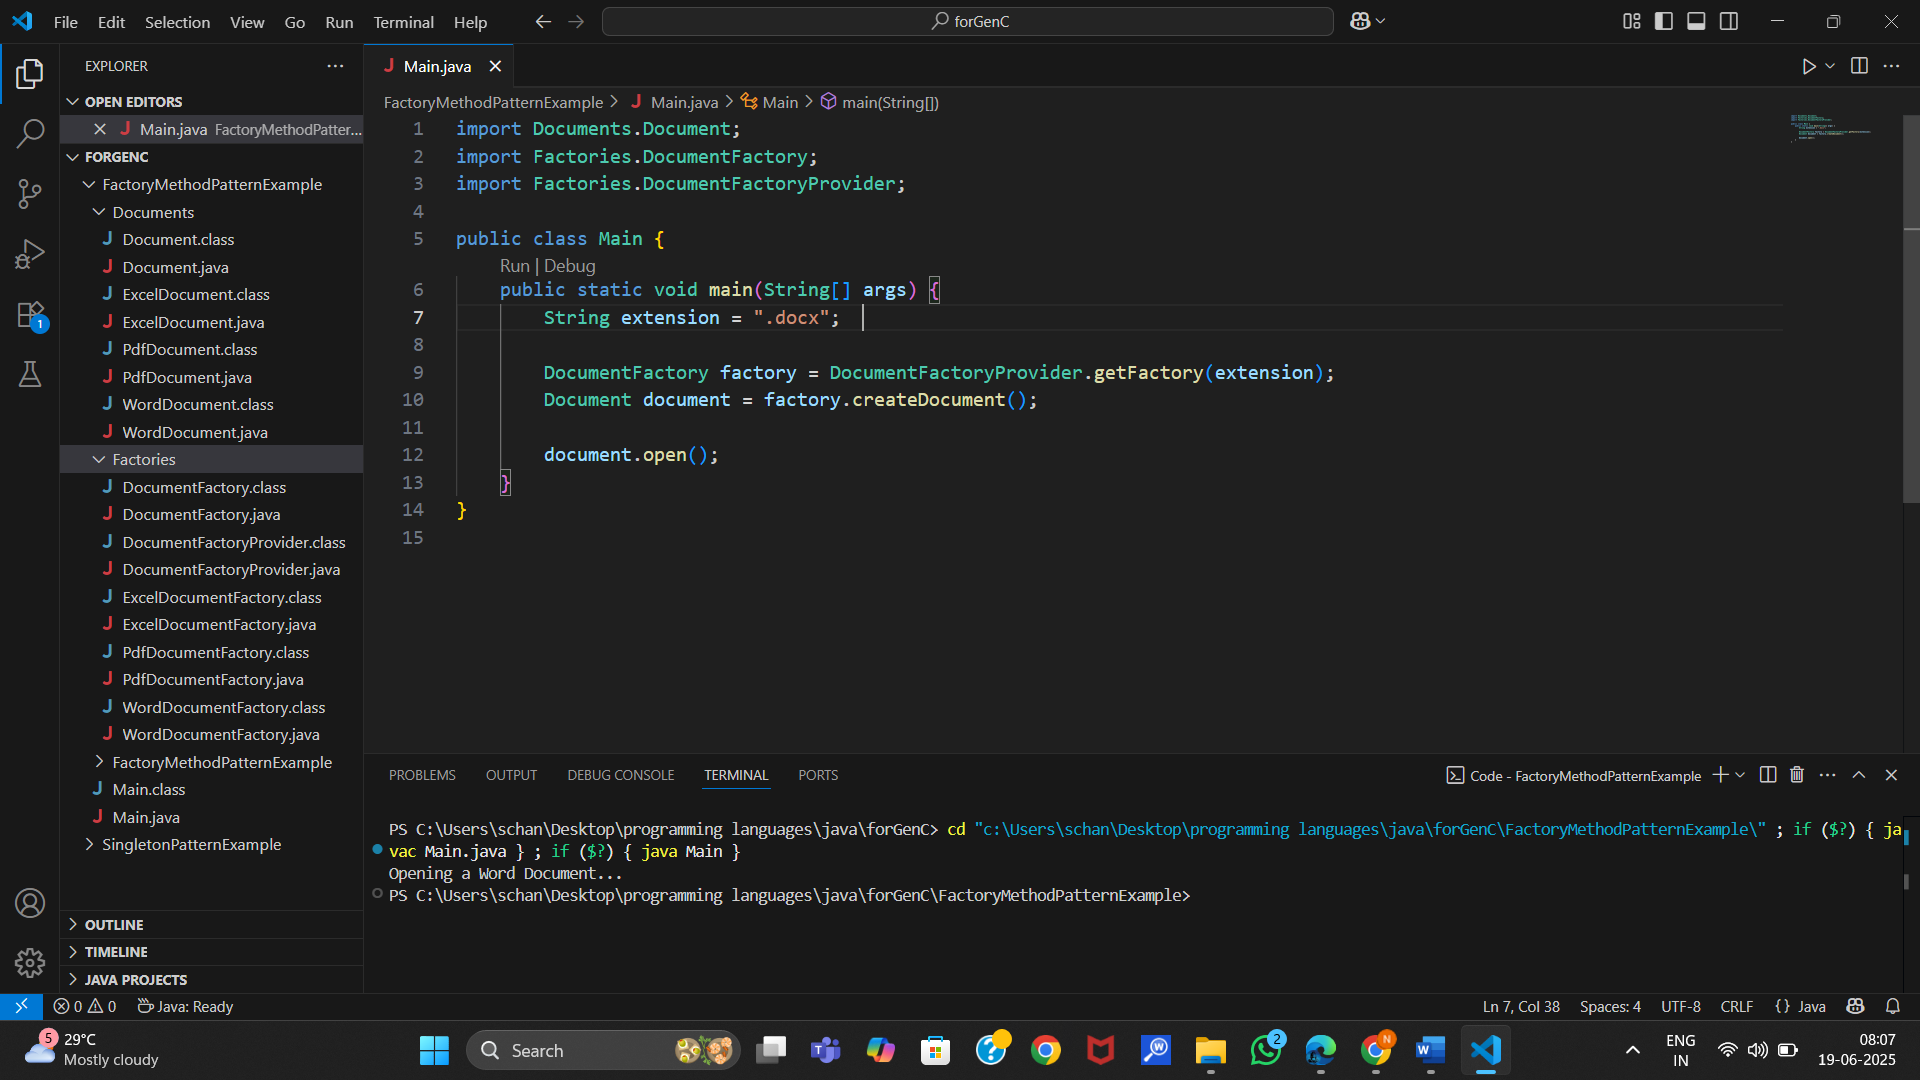 File Edit Selection View Go Run Terminal Help
forGenC
EXPLORER
OPEN EDITORS
Main.java FactoryMethodPatter...
FORGENC
FactoryMethodPatternExample
Documents
Document.class
Document.java
ExcelDocument.class
ExcelDocument.java
PdfDocument.class
PdfDocument.java
WordDocument.class
WordDocument.java
Factories
DocumentFactory.class
DocumentFactory.java
DocumentFactoryProvider.class
DocumentFactoryProvider.java
ExcelDocumentFactory.class
ExcelDocumentFactory.java
PdfDocumentFactory.class
PdfDocumentFactory.java
WordDocumentFactory.class
WordDocumentFactory.java
FactoryMethodPatternExample
Main.class
Main.java
SingletonPatternExample
OUTLINE
TIMELINE
JAVA PROJECTS
1
Main.java
FactoryMethodPatternExample > Main.java > Main > main(String[])
1 import Documents.Document;
2 import Factories.DocumentFactory;
3 import Factories.DocumentFactoryProvider;
4
5 public class Main {
Run | Debug
6 public static void main(String[] args) {
7 String extension = ".docx";
8
9 DocumentFactory factory = DocumentFactoryProvider.getFactory(extension);
10 Document document = factory.createDocument();
11
12 document.open();
13 }
14 }
15
PROBLEMS OUTPUT DEBUG CONSOLE TERMINAL PORTS
Code - FactoryMethodPatternExample
PS C:\Users\schan\Desktop\programming languages\java\forGenC> cd "c:\Users\schan\Desktop\programming languages\java\forGenC\FactoryMethodPatternExample\" ; if ($?) { ja
vac Main.java } ; if ($?) { java Main }
Opening a Word Document...
PS C:\Users\schan\Desktop\programming languages\java\forGenC\FactoryMethodPatternExample>
0 0 Java: Ready
Ln 7, Col 38 Spaces: 4 UTF-8 CRLF {} Java
5 29°C
Mostly cloudy
Search
2
N
ENG
IN
08:07
19-06-2025